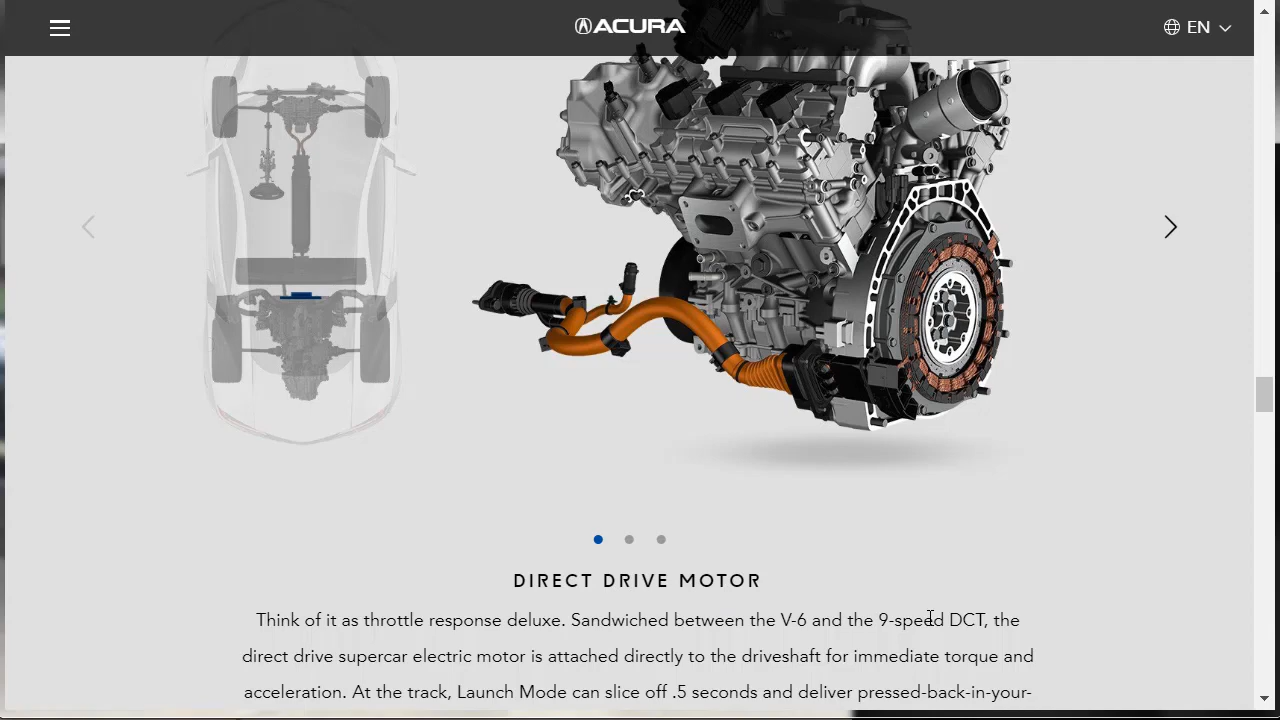 ACURA
EN
DIRECT DRIVE MOTOR
Think of it as throttle response deluxe. Sandwiched between the V-6 and the 9-speed DCT, the
direct drive supercar electric motor is attached directly to the driveshaft for immediate torque and
acceleration. At the track, Launch Mode can slice off .5 seconds and deliver pressed-back-in-your-